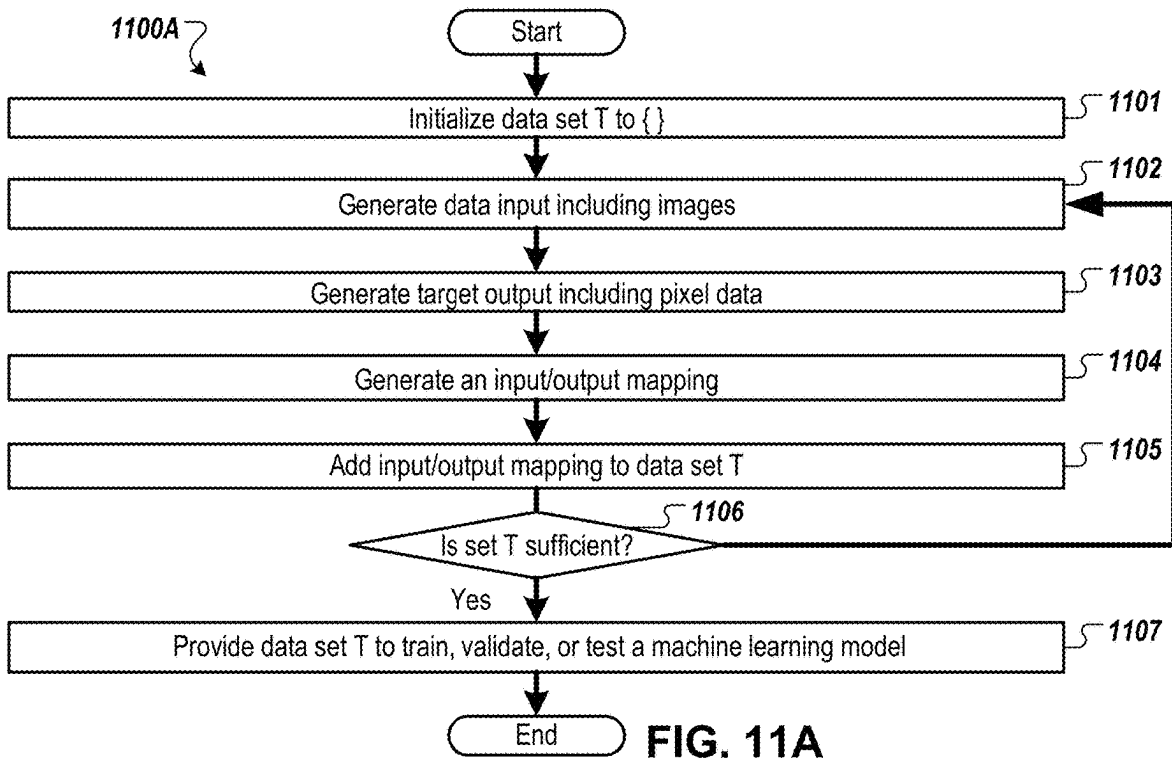 1100A
Start
Initialize data set T to { }
1101
Generate data input including images
1102
Generate target output including pixel data
1103
Generate an input/output mapping
1104
Add input/output mapping to data set T
1105
Is set T sufficient?
1106
Yes
Provide data set T to train, validate, or test a machine learning model
1107
End
FIG. 11A